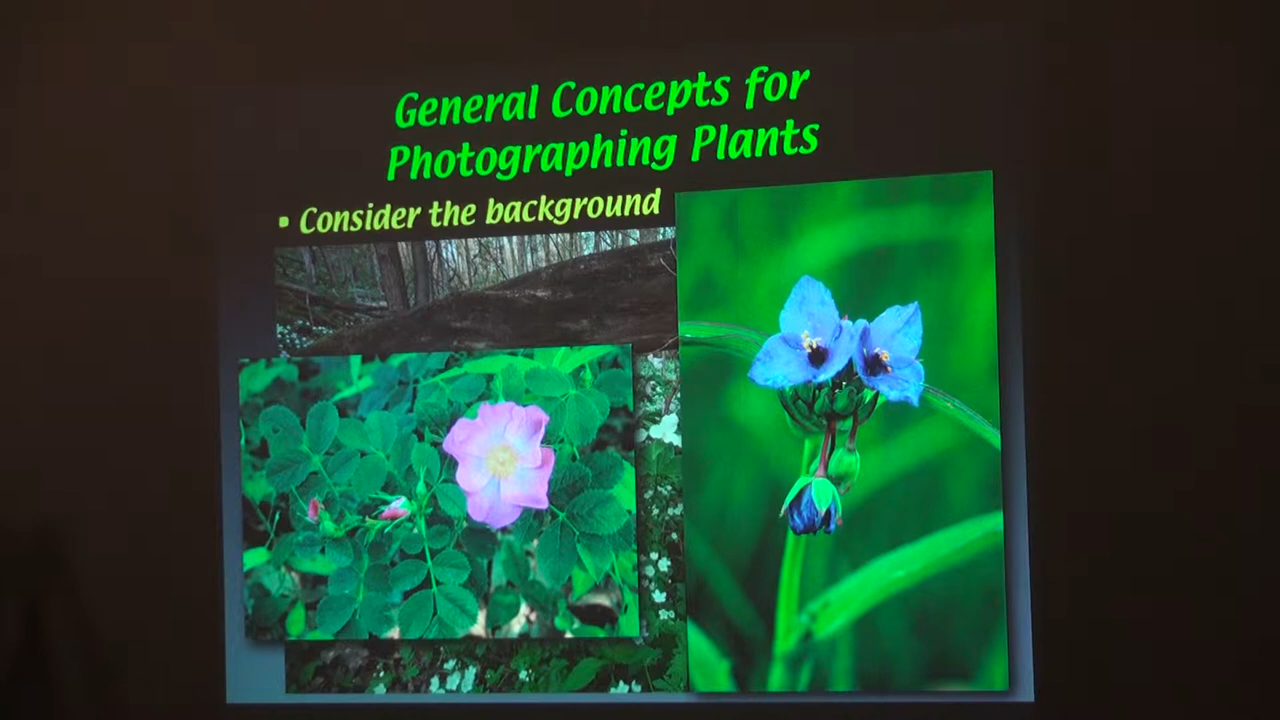 General Concepts for
Photographing Plants
▪ Consider the background